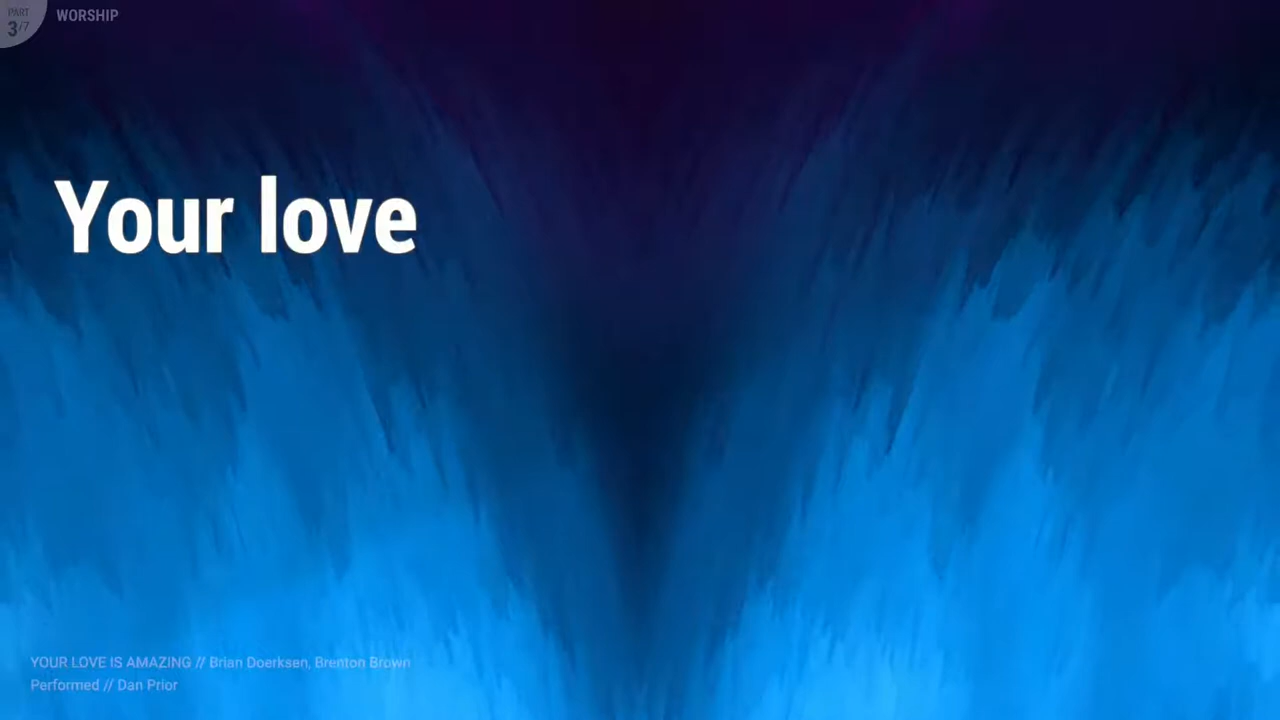 PART
3/7
WORSHIP
Your love
YOUR LOVE IS AMAZING // Brian Doerksen, Brenton Brown
Performed // Dan Prior